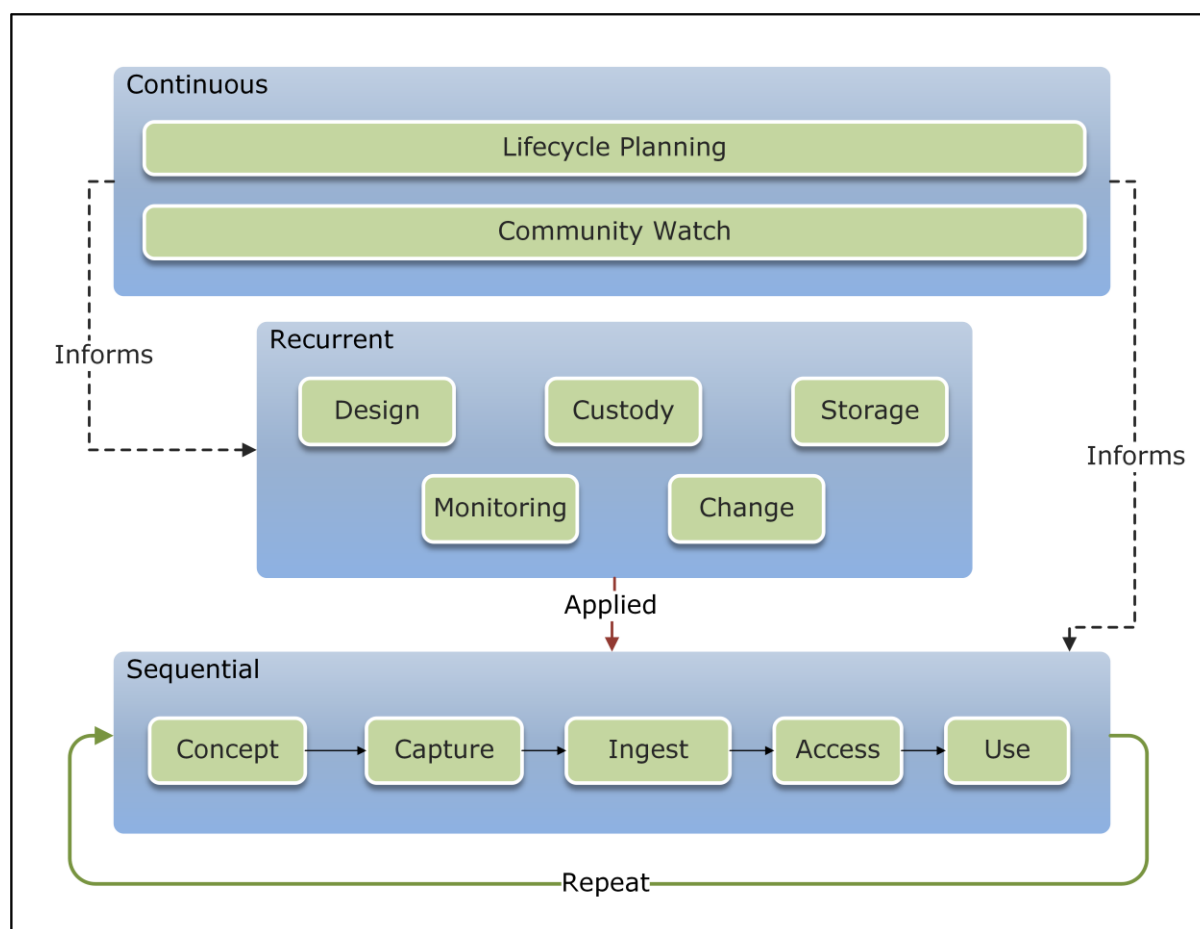 Continuous
Lifecycle Planning
Community Watch
Informs
Recurrent
Design
Custody
Storage
Monitoring
Change
Informs
Applied
Sequential
Concept
Capture
Ingest
Access
Use
Repeat